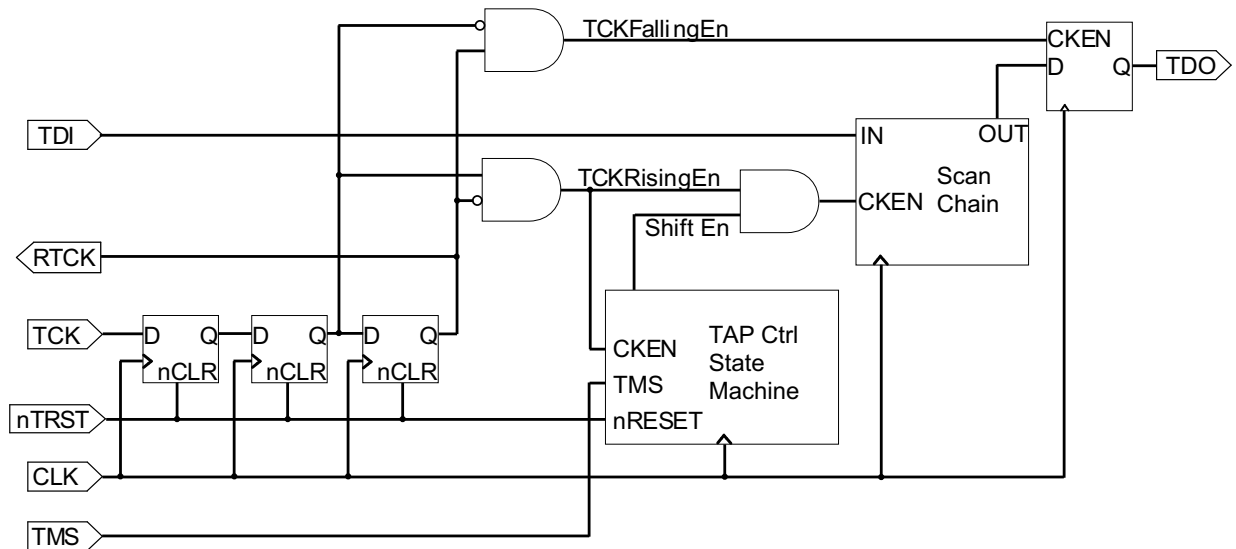 TCKFallingEn
CKEN
D Q
TDO
TDI
IN OUT
Scan
Chain
CKEN
TCKRisingEn
Shift En
RTCK
TCK
D Q
nCLR
D Q
nCLR
D Q
nCLR
TAP Ctrl
State
Machine
CKEN
TMS
nRESET
nTRST
CLK
TMS